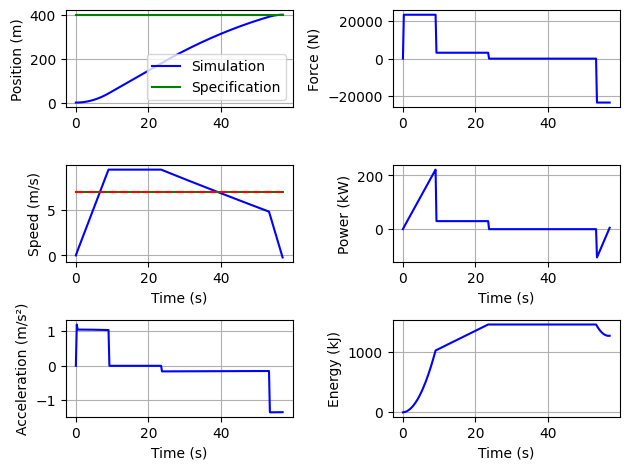 Position (m)
400
200
0
0 20 40
Simulation
Specification
Force (N)
20000
0
−20000
0 20 40
Speed (m/s)
5
0
0 20 40
Time (s)
Power (kW)
200
0
0 20 40
Time (s)
Acceleration (m/s²)
1
0
−1
0 20 40
Time (s)
Energy (kJ)
1000
0
0 20 40
Time (s)